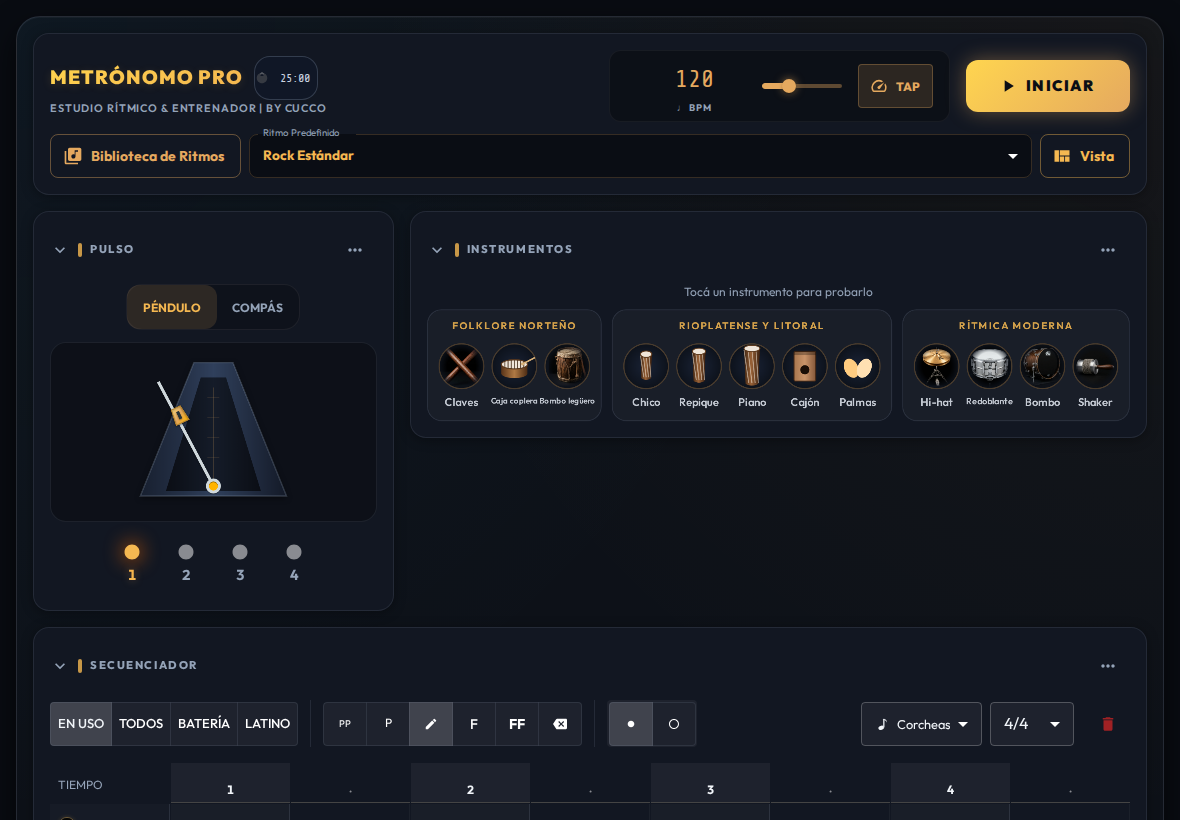 METRÓNOMO PRO
25:00
ESTUDIO RÍTMICO & ENTRENADOR | BY CUCCO
120
♩ BPM
TAP
INICIAR
Biblioteca de Ritmos
Ritmo Predefinido
Rock Estándar
Vista
PULSO
PÉNDULO
COMPÁS
1 2 3 4
INSTRUMENTOS
Tocá un instrumento para probarlo
FOLKLORE NORTEÑO
Claves Caja coplera Bombo legüero
RIOPLATENSE Y LITORAL
Chico Repique Piano Cajón Palmas
RÍTMICA MODERNA
Hi-hat Redoblante Bombo Shaker
SECUENCIADOR
EN USO TODOS BATERÍA LATINO
PP P F FF
Corcheas
4/4
TIEMPO 1 . 2 . 3 . 4 .